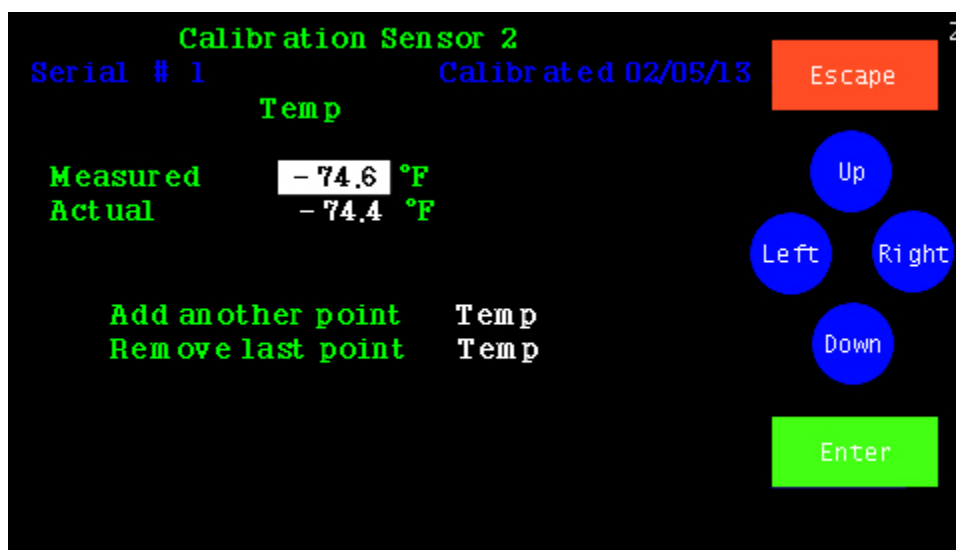 Calibration Sensor 2
Serial # 1 Calibrated 02/05/13
Temp
Measured -74.6 °F
Actual -74.4 °F
Add another point Temp
Remove last point Temp
Escape
Up
Left Right
Down
Enter